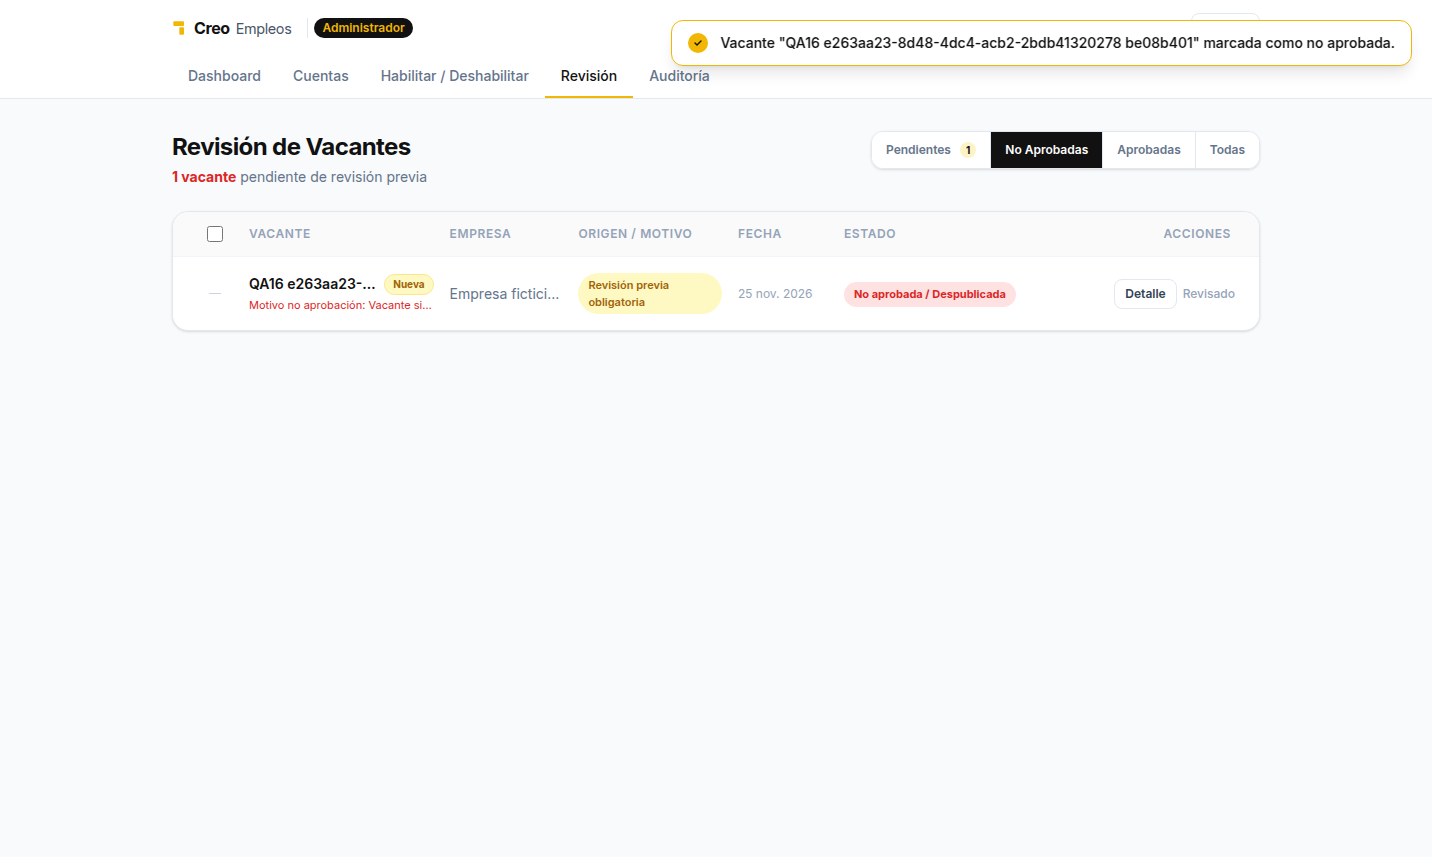 Creo Empleos Administrador
Vacante "QA16 e263aa23-8d48-4dc4-acb2-2bdb41320278 be08b401" marcada como no aprobada.
Dashboard Cuentas Habilitar / Deshabilitar Revisión Auditoría
Revisión de Vacantes
1 vacante pendiente de revisión previa
Pendientes 1 No Aprobadas Aprobadas Todas
VACANTE EMPRESA ORIGEN / MOTIVO FECHA ESTADO ACCIONES
— QA16 e263aa23-... Nueva
Motivo no aprobación: Vacante si...
Empresa fictici...
Revisión previa
obligatoria
25 nov. 2026
No aprobada / Despublicada
Detalle Revisado